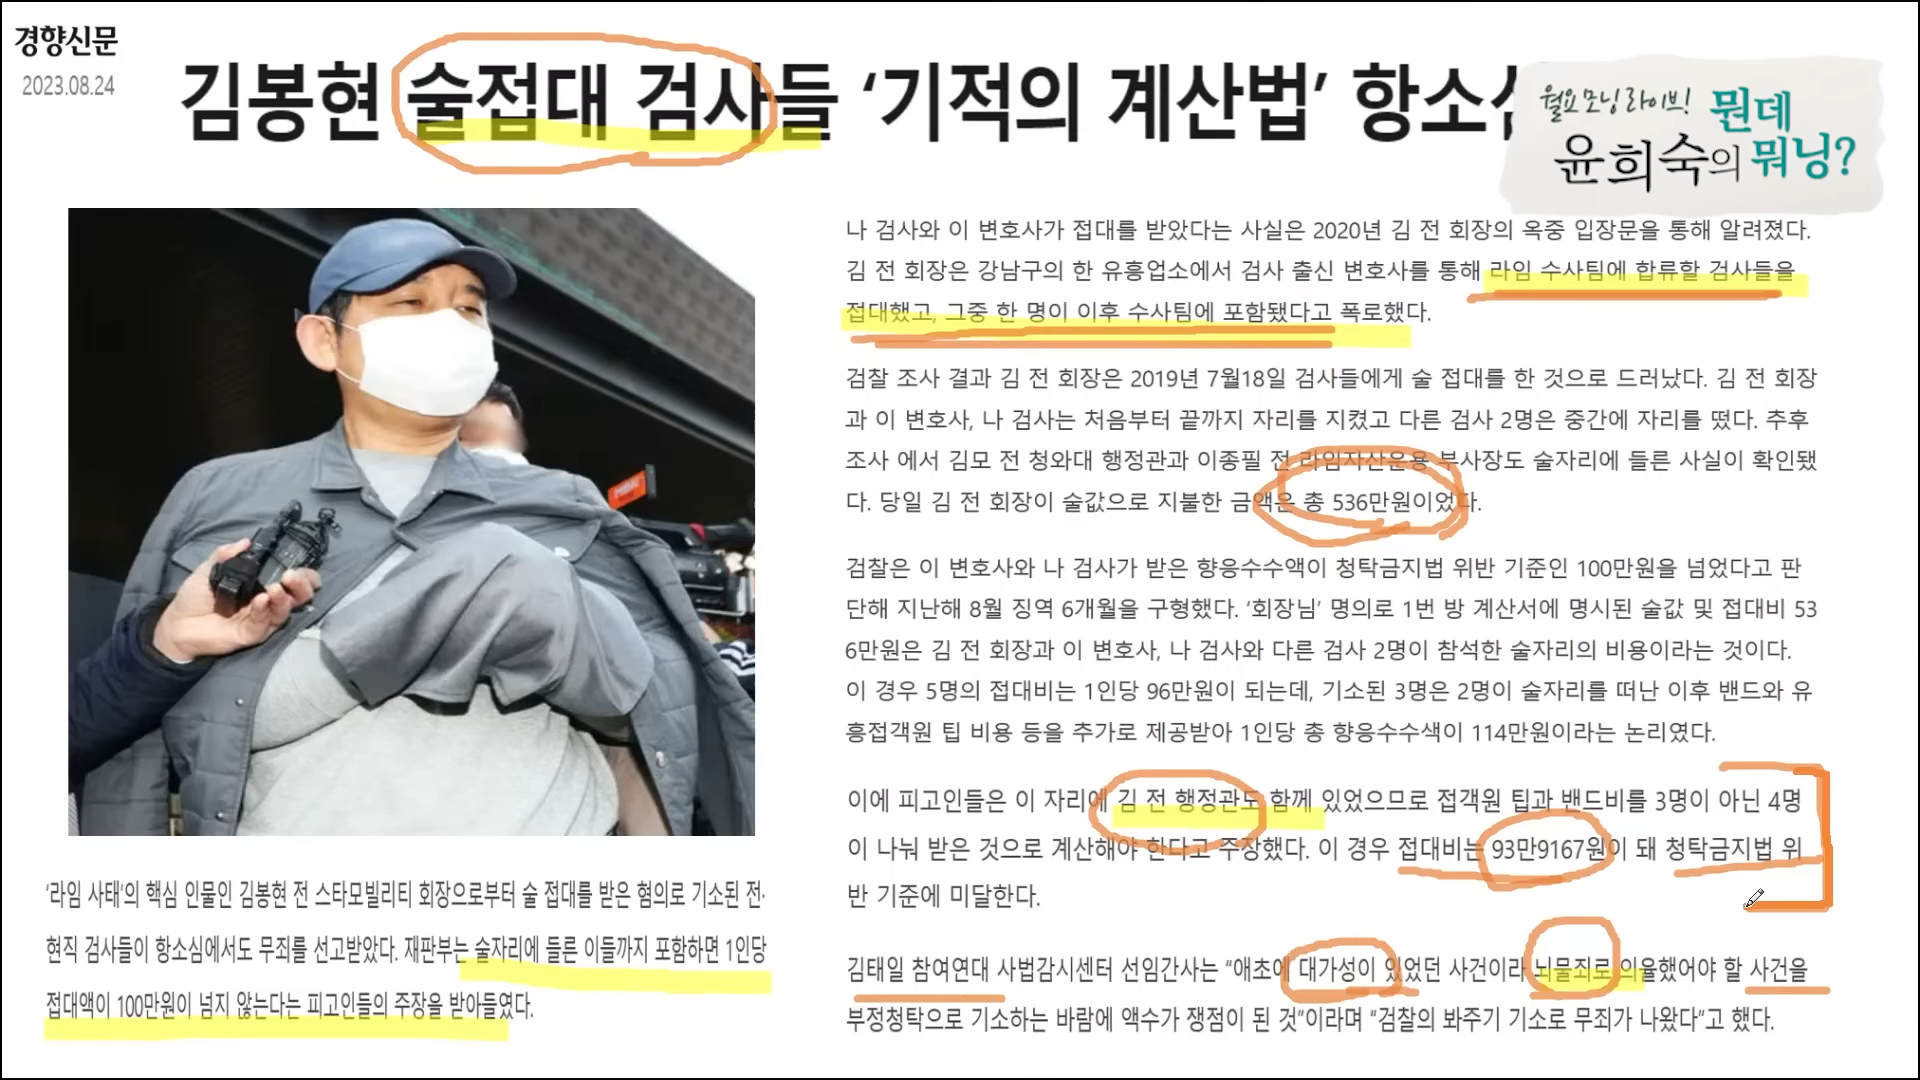 경향신문
2023.08.24
김봉현 술접대 검사들 ‘기적의 계산법’ 항소
월요모닝라이브! 뭔데
윤희숙의 뭐닝?
나 검사와 이 변호사가 접대를 받았다는 사실은 2020년 김 전 회장의 옥중 입장문을 통해 알려졌다.
김 전 회장은 강남구의 한 유흥업소에서 검사 출신 변호사를 통해 라임 수사팀에 합류할 검사들을
접대했고, 그중 한 명이 이후 수사팀에 포함됐다고 폭로했다.
검찰 조사 결과 김 전 회장은 2019년 7월18일 검사들에게 술 접대를 한 것으로 드러났다. 김 전 회장
과 이 변호사, 나 검사는 처음부터 끝까지 자리를 지켰고 다른 검사 2명은 중간에 자리를 떴다. 추후
조사 에서 김모 전 청와대 행정관과 이종필 전 라임자산운용 부사장도 술자리에 들른 사실이 확인됐
다. 당일 김 전 회장이 술값으로 지불한 금액은 총 536만원이었다.
검찰은 이 변호사와 나 검사가 받은 향응수수액이 청탁금지법 위반 기준인 100만원을 넘었다고 판
단해 지난해 8월 징역 6개월을 구형했다. ‘회장님’ 명의로 1번 방 계산서에 명시된 술값 및 접대비 53
6만원은 김 전 회장과 이 변호사, 나 검사와 다른 검사 2명이 참석한 술자리의 비용이라는 것이다.
이 경우 5명의 접대비는 1인당 96만원이 되는데, 기소된 3명은 2명이 술자리를 떠난 이후 밴드와 유
흥접객원 팁 비용 등을 추가로 제공받아 1인당 총 향응수수색이 114만원이라는 논리였다.
이에 피고인들은 이 자리에 김 전 행정관도 함께 있었으므로 접객원 팁과 밴드비를 3명이 아닌 4명
이 나눠 받은 것으로 계산해야 한다고 주장했다. 이 경우 접대비는 93만9167원이 돼 청탁금지법 위
반 기준에 미달한다.
김태일 참여연대 사법감시센터 선임간사는 “애초에 대가성이 있었던 사건이라 뇌물죄로 의율했어야 할 사건을
부정청탁으로 기소하는 바람에 액수가 쟁점이 된 것”이라며 “검찰의 봐주기 기소로 무죄가 나왔다”고 했다.
‘라임 사태’의 핵심 인물인 김봉현 전 스타모빌리티 회장으로부터 술 접대를 받은 혐의로 기소된 전·
현직 검사들이 항소심에서도 무죄를 선고받았다. 재판부는 술자리에 들른 이들까지 포함하면 1인당
접대액이 100만원이 넘지 않는다는 피고인들의 주장을 받아들였다.